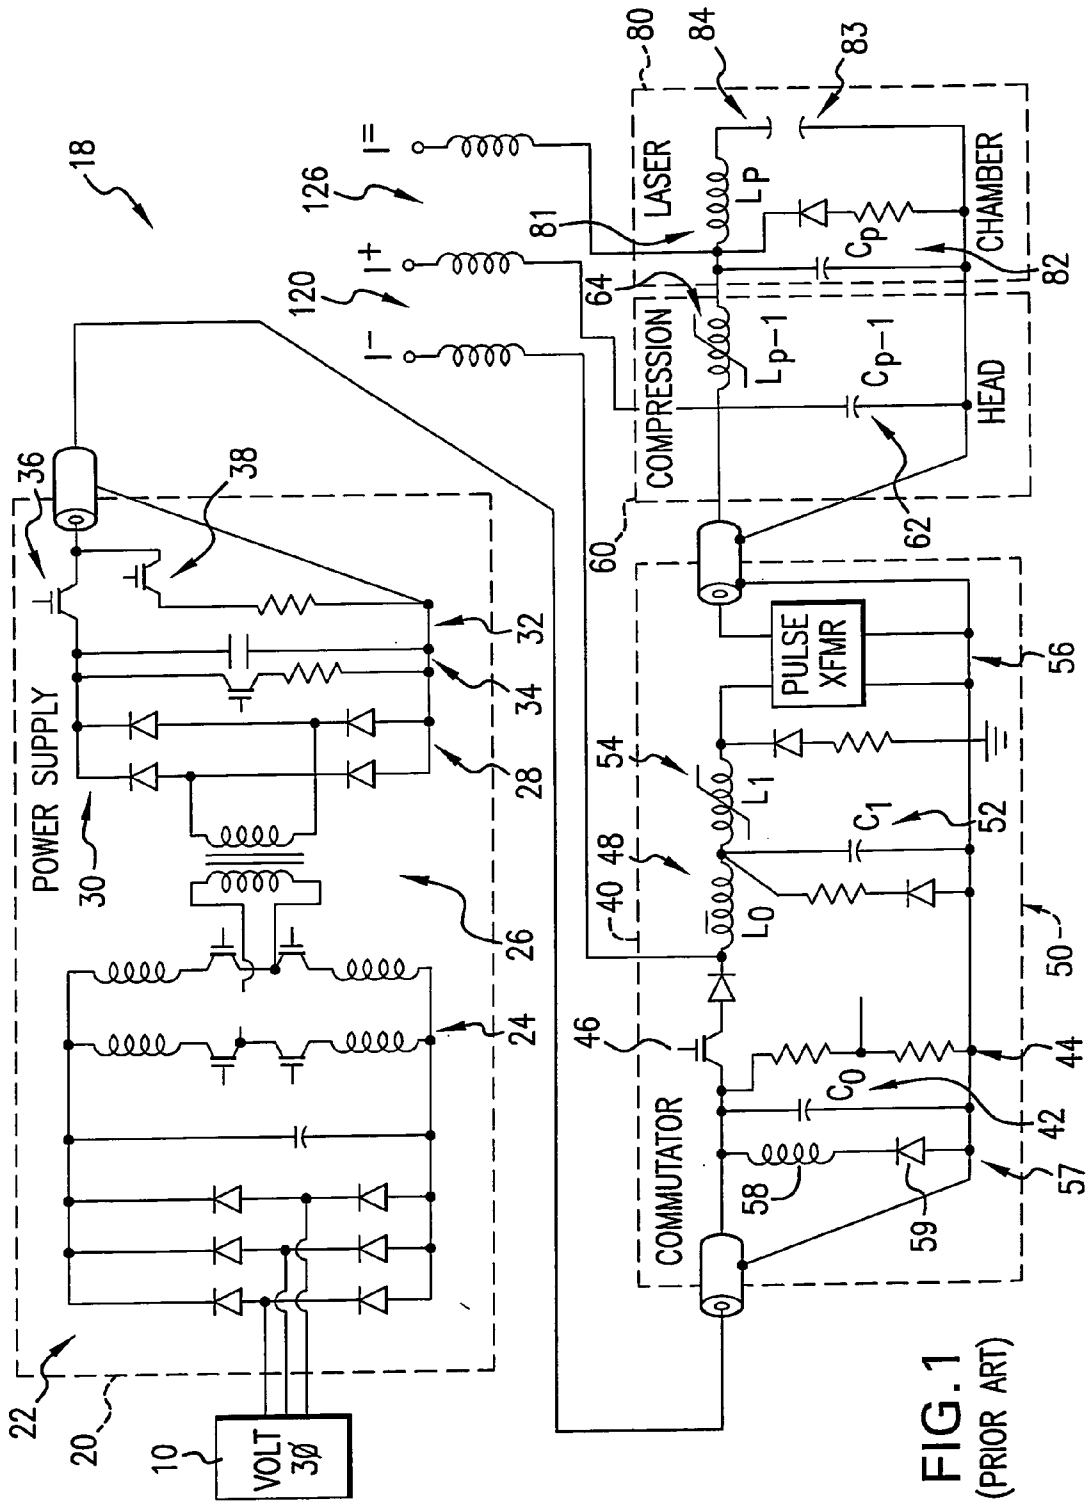 18
POWER SUPPLY
10
VOLT
3Ø
20
22
24
26
28
30
32
34
36
38
I-
I+
I=
120
126
COMMUTATOR
40
42
C0
44
46
48
L0
50
52
C1
54
L1
56
57
58
59
PULSE
XFMR
COMPRESSION
HEAD
60
62
Cp-1
64
Lp-1
LASER
CHAMBER
80
81
82
Cp
Lp
83
84
FIG.1
(PRIOR ART)